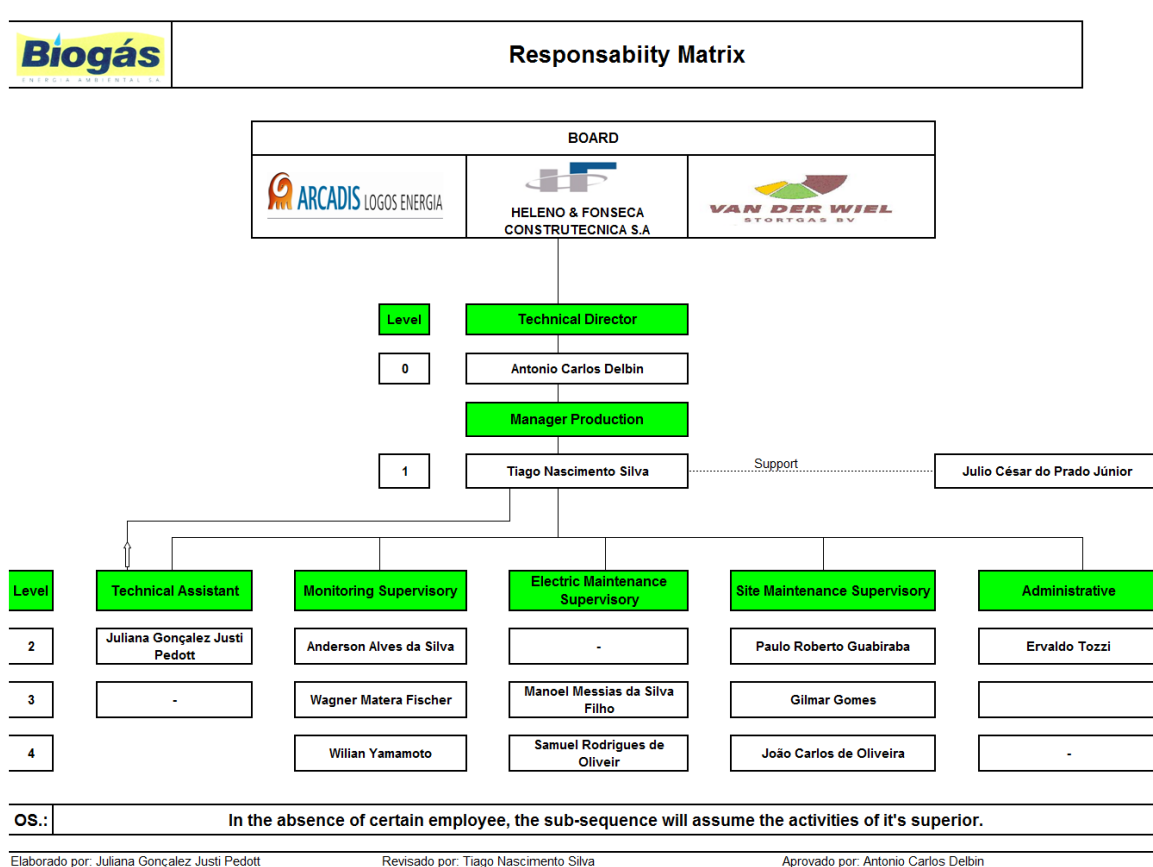 Biogás
ENERGIA AMBIENTAL SA
Responsabiity Matrix
BOARD
ARCADIS LOGOS ENERGIA
HELENO & FONSECA
CONSTRUTECNICA S.A
VAN DER WIEL
STORTGAS BV
Level
Technical Director
0
Antonio Carlos Delbin
Manager Production
1
Tiago Nascimento Silva
Support
Julio César do Prado Júnior
Level
Technical Assistant
Monitoring Supervisory
Electric Maintenance
Supervisory
Site Maintenance Supervisory
Administrative
2
Juliana Gonçalez Justi
Pedott
Anderson Alves da Silva
-
Paulo Roberto Guabiraba
Ervaldo Tozzi
3
-
Wagner Matera Fischer
Manoel Messias da Silva
Filho
Gilmar Gomes
4
Wilian Yamamoto
Samuel Rodrigues de
Oliveir
João Carlos de Oliveira
-
OS.:
In the absence of certain employee, the sub-sequence will assume the activities of it's superior.
Elaborado por: Juliana Gonçalez Justi Pedott
Revisado por: Tiago Nascimento Silva
Aprovado por: Antonio Carlos Delbin